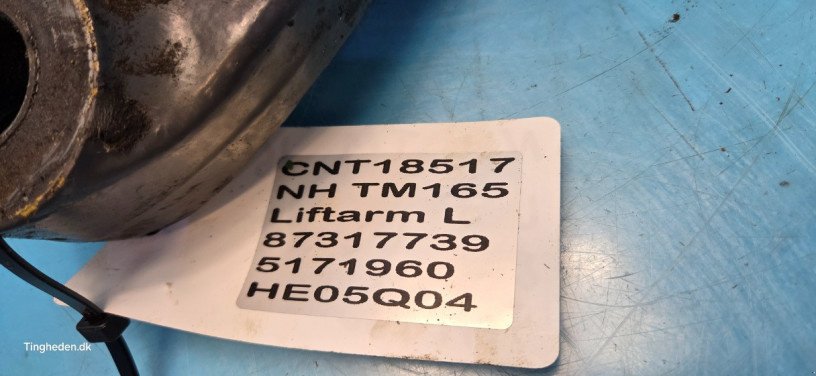 CNT18517
NH TM165
Liftarm L
87317739
5171960
HE05Q04
Tingheden.dk